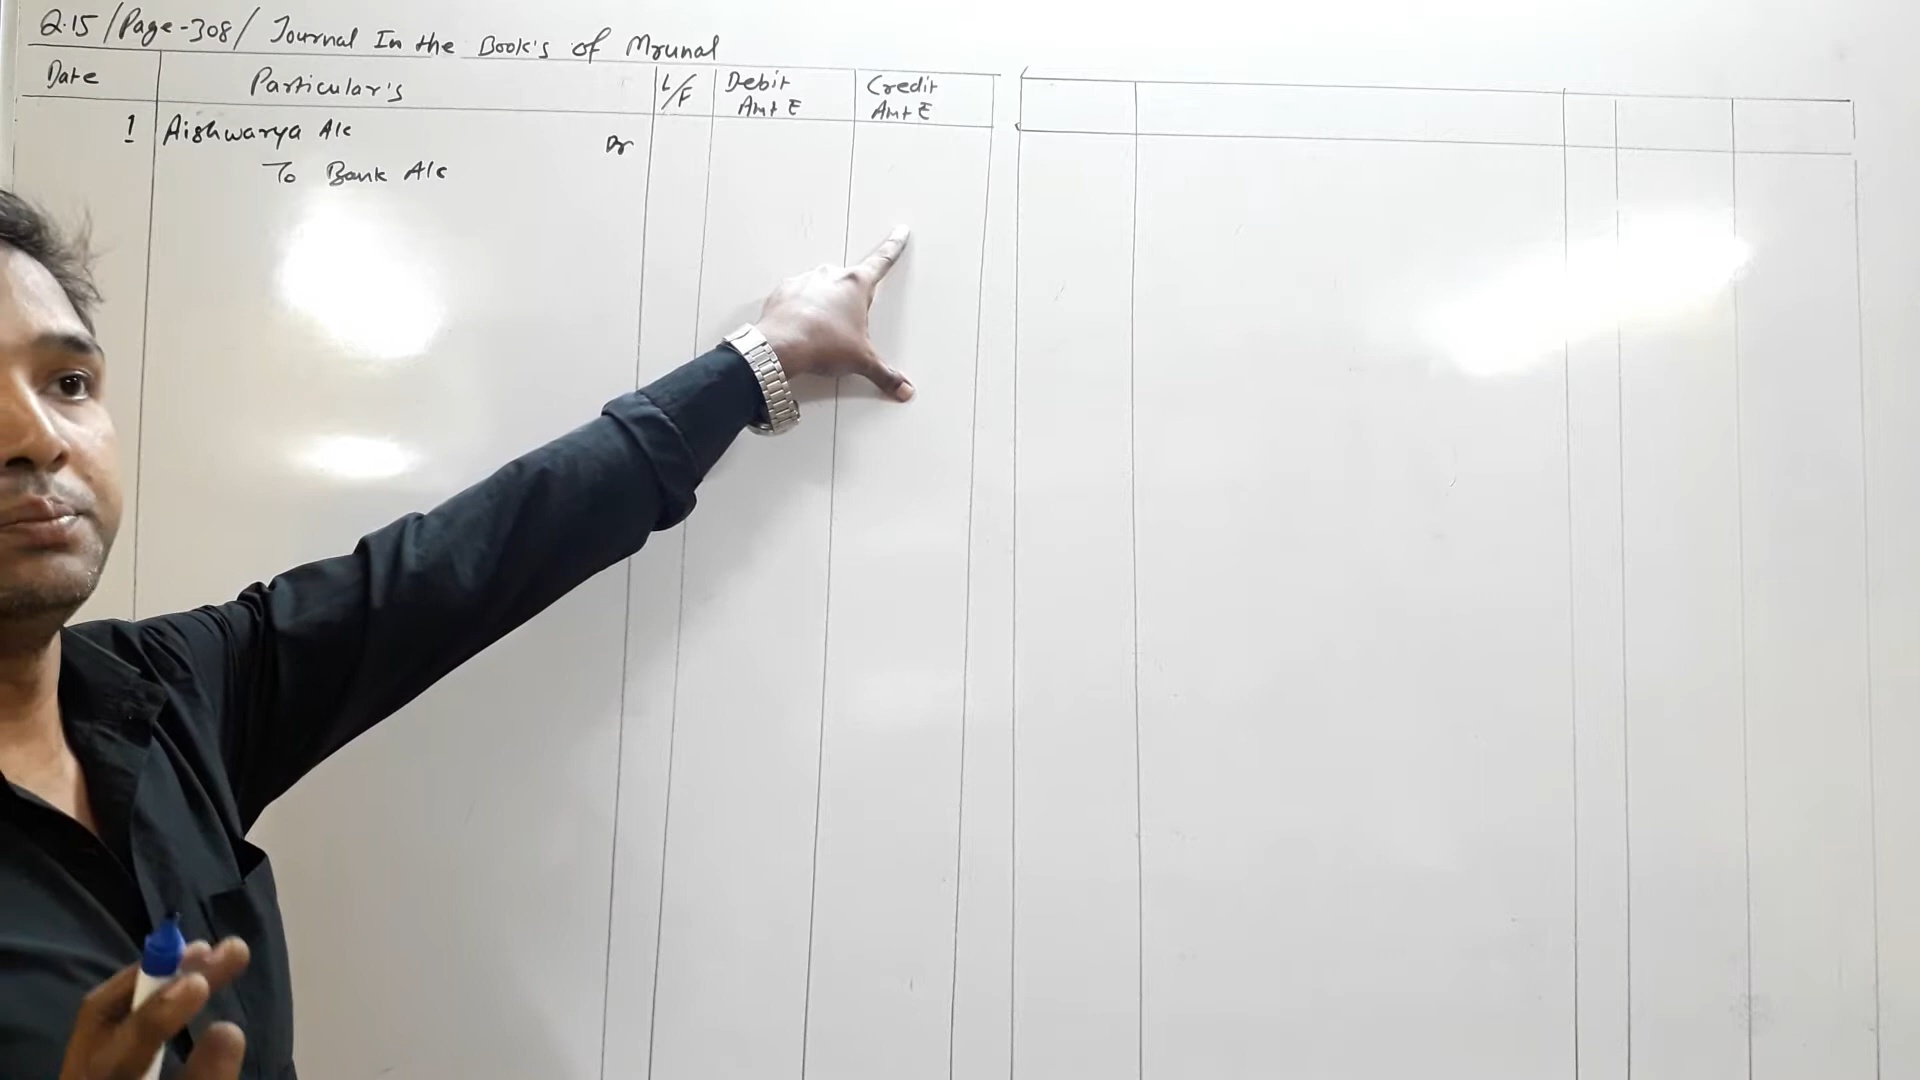 Q.15 / Page-308 / Journal In the Book's of Mrunal
Date Particular's L/F Debit Amt ₹ Credit Amt ₹
1 Aishwarya A/c Dr
To Bank A/c